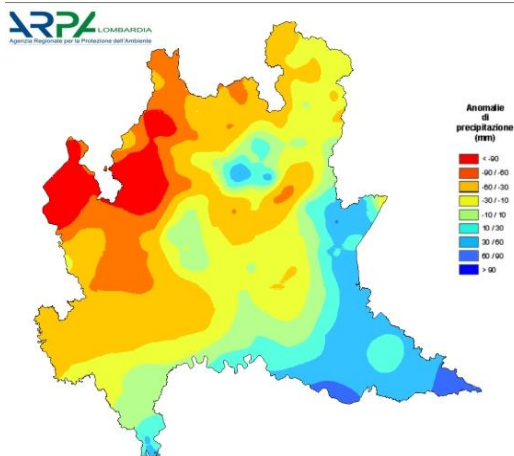 ARPA LOMBARDIA
Agenzia Regionale per la Protezione dell'Ambiente
Anomalie
di
precipitazione
(mm)
< -90
-90 / -60
-60 / -30
-30 / -10
-10 / 10
10 / 30
30 / 60
60 / 90
> 90